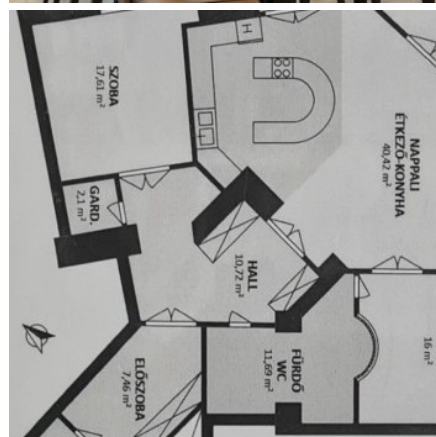 SZOBA
17,61 m²
GARD.
2,1 m²
H
NAPPALI
ÉTKEZŐ-KONYHA
40,42 m²
HALL
10,72 m²
ELŐSZOBA
7,46 m²
FÜRDŐ
WC
11,69 m²
16 m²